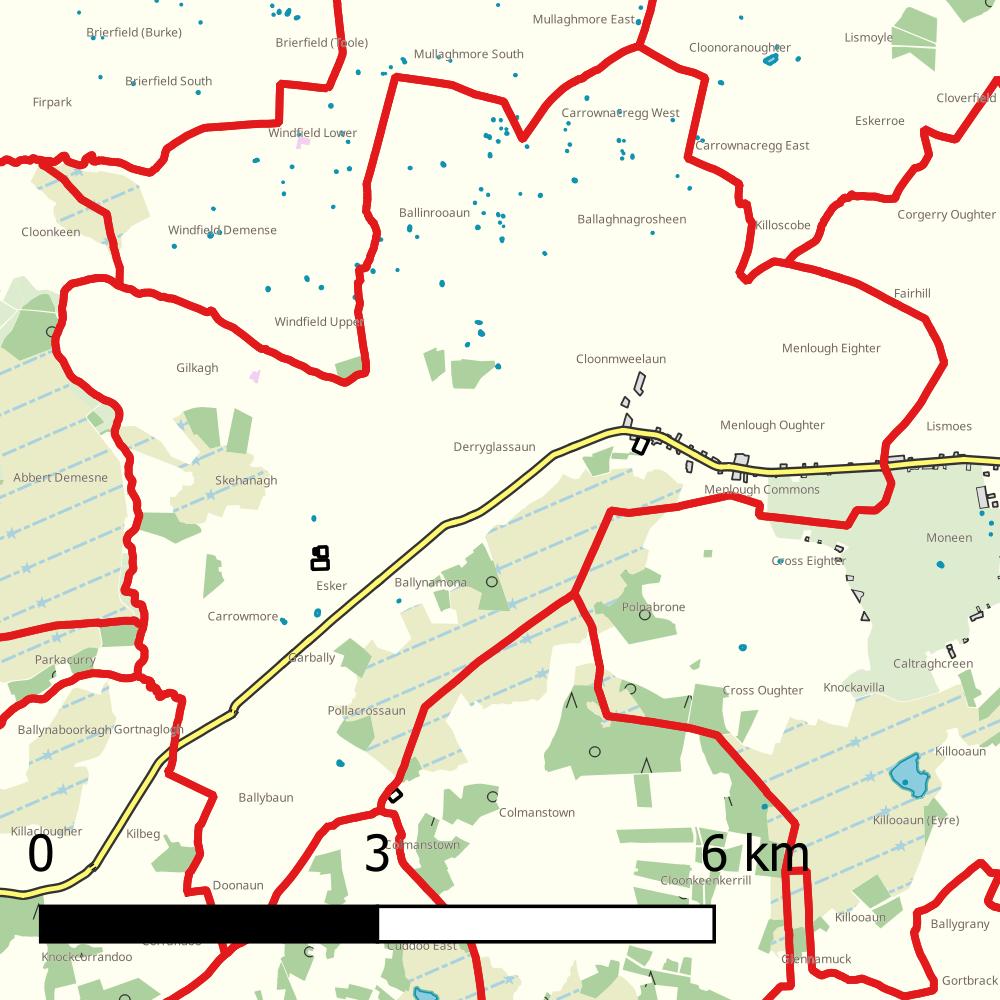 Mullaghmore East
Brierfield (Burke)
Brierfield (Toole)
Lismoyle
Cloonoranoughter
Mullaghmore South
Brierfield South
Firpark
Cloverfield
Carrownacregg West
Eskerroe
Windfield Lower
Carrownacregg East
Ballinrooaun
Corgerry Oughter
Ballaghnagrosheen
Killoscobe
Cloonkeen
Windfield Demense
Fairhill
Windfield Upper
Menlough Eighter
Cloonmweelaun
Gilkagh
Menlough Oughter
Lismoes
Derryglassaun
Abbert Demesne
Skehanagh
Menlough Commons
Moneen
Cross Eighter
Esker
Ballynamona
Polnabrone
Carrowmore
Garbally
Parkacurry
Caltraghcreen
Knockavilla
Cross Oughter
Pollacrossaun
Ballynaboorkagh
Gortnaglogh
Killooaun
Ballybaun
Colmanstown
Killooaun (Eyre)
Killaclougher
Kilbeg
Colmanstown
0 3 6 km
Cloonkeenkerrill
Doonaun
Killooaun
Ballygrany
Corrandoo
Cuddoo East
Knockcorrandoo
Glennamuck
Gortbrack